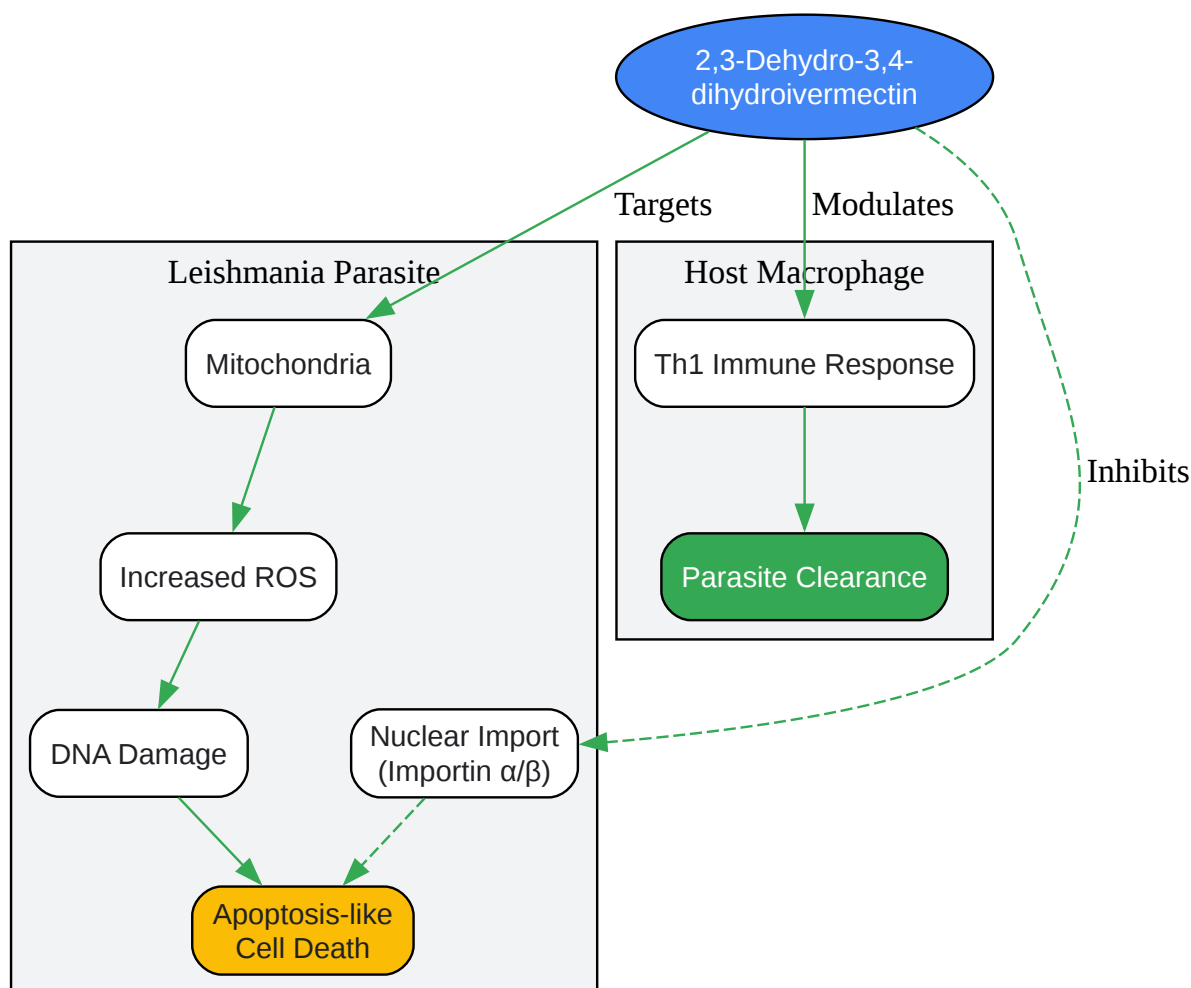 2,3-Dehydro-3,4-
dihydroivermectin
Targets
Modulates
Leishmania Parasite
Host Macrophage
Mitochondria
Th1 Immune Response
Inhibits
Increased ROS
Parasite Clearance
DNA Damage
Nuclear Import
(Importin α/β)
Apoptosis-like
Cell Death